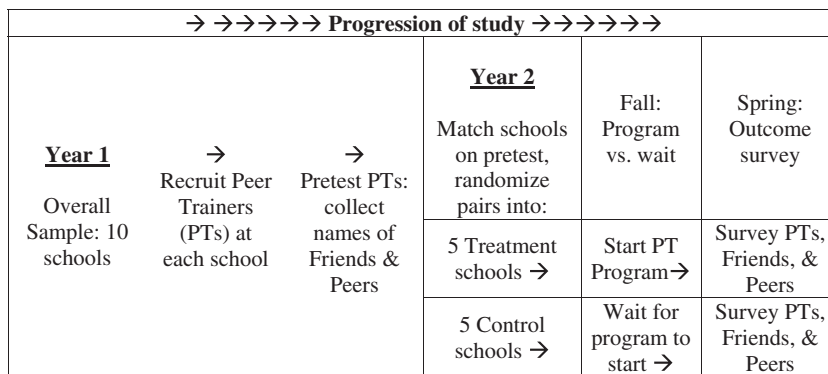 → →→→→→ Progression of study →→→→→→
Year 1
Overall
Sample: 10
schools
→
Recruit Peer
Trainers
(PTs) at
each school
→
Pretest PTs:
collect
names of
Friends &
Peers
Year 2
Match schools
on pretest,
randomize
pairs into:
Fall:
Program
vs. wait
Spring:
Outcome
survey
5 Treatment
schools →
Start PT
Program→
Survey PTs,
Friends, &
Peers
5 Control
schools →
Wait for
program to
start →
Survey PTs,
Friends, &
Peers